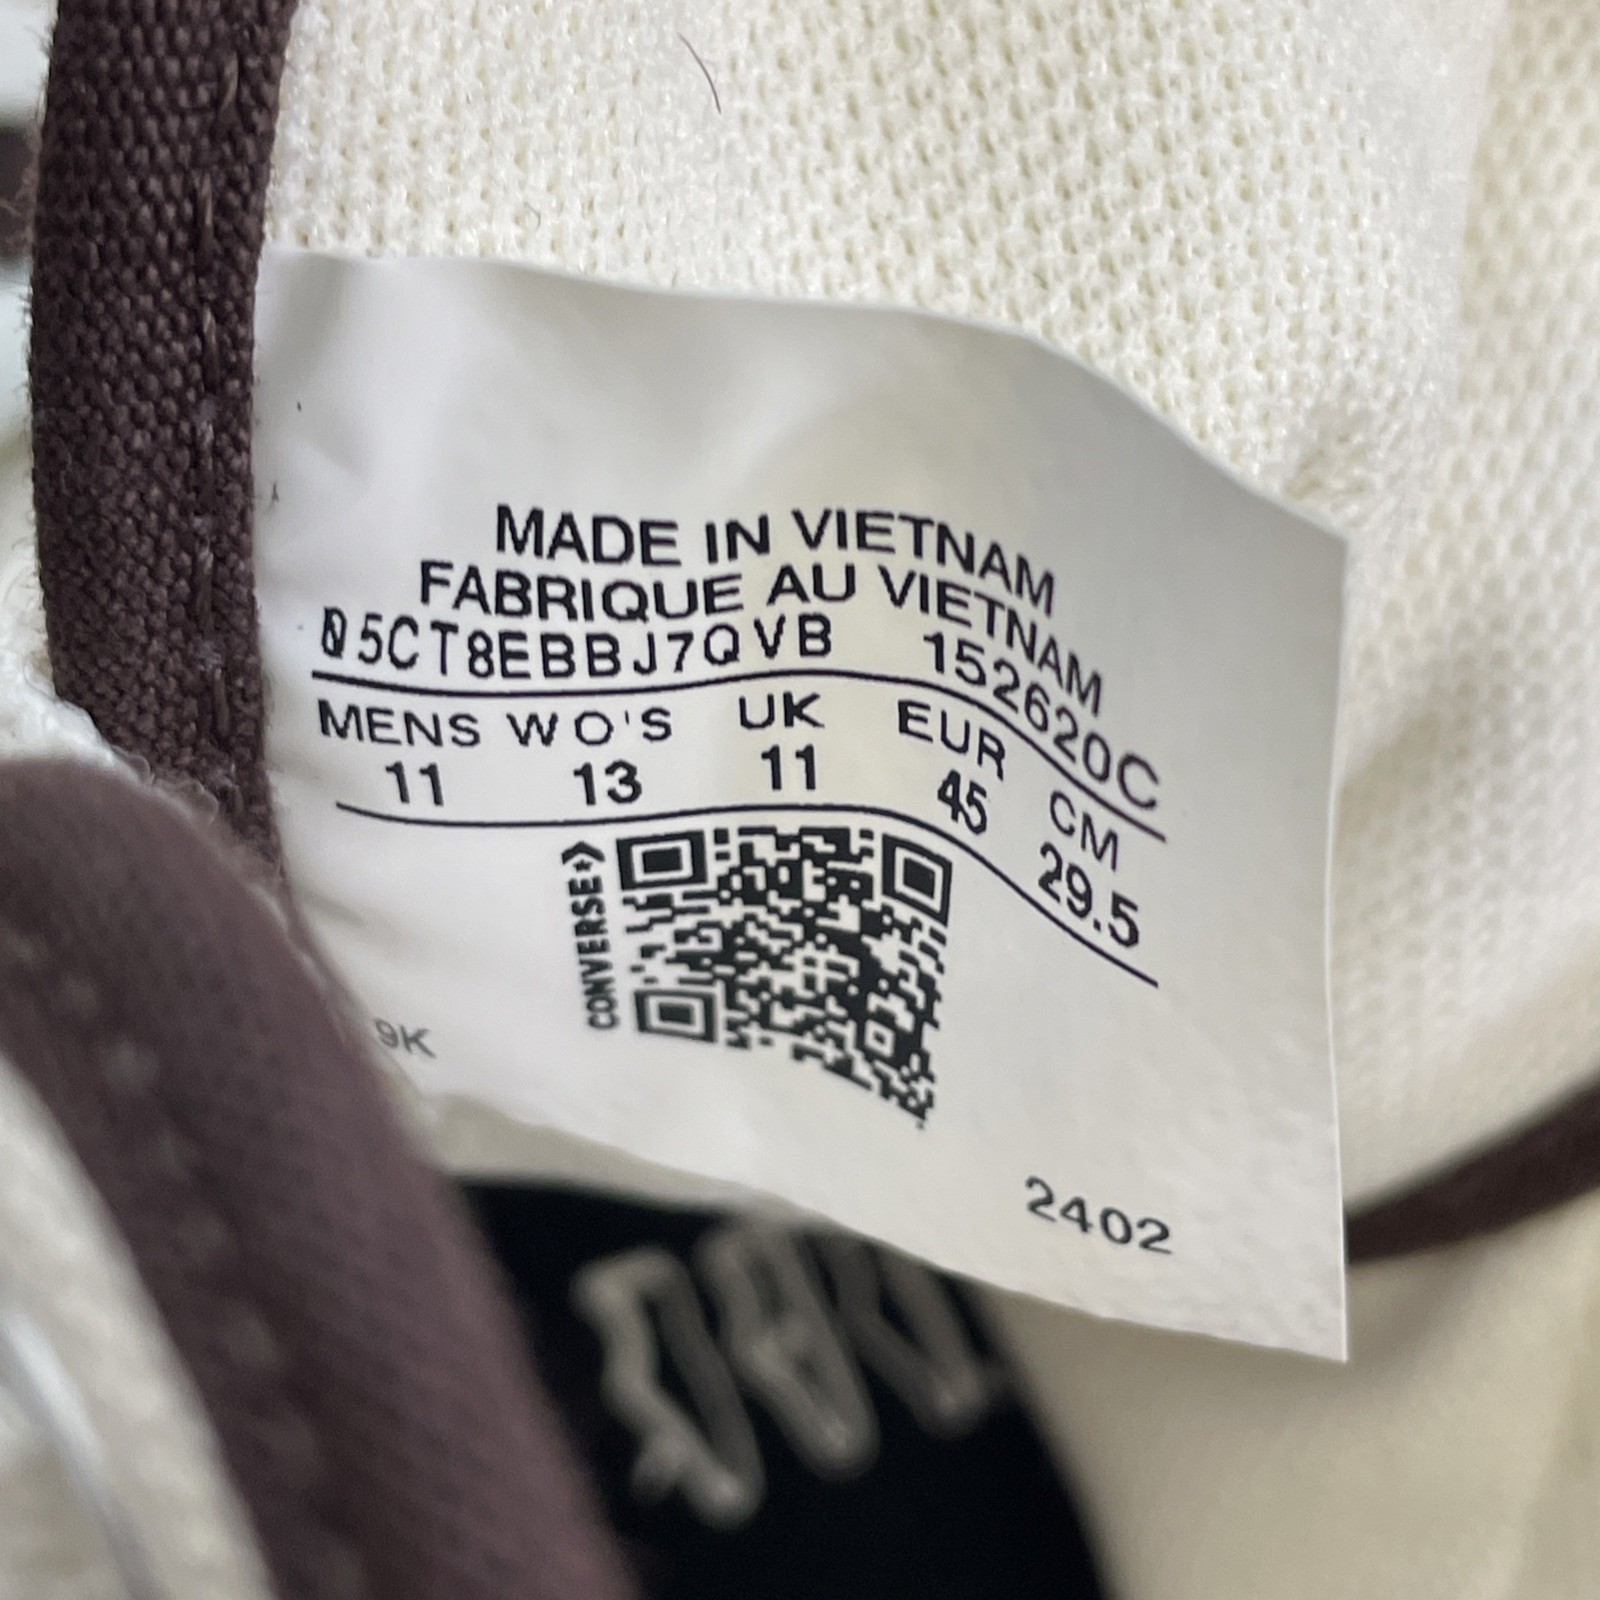 MADE IN VIETNAM
FABRIQUE AU VIETNAM
05CT8EBBJ7QVB 152620C
MENS WO'S UK EUR CM
11 13 11 45 29.5
CONVERSE
9K
2402